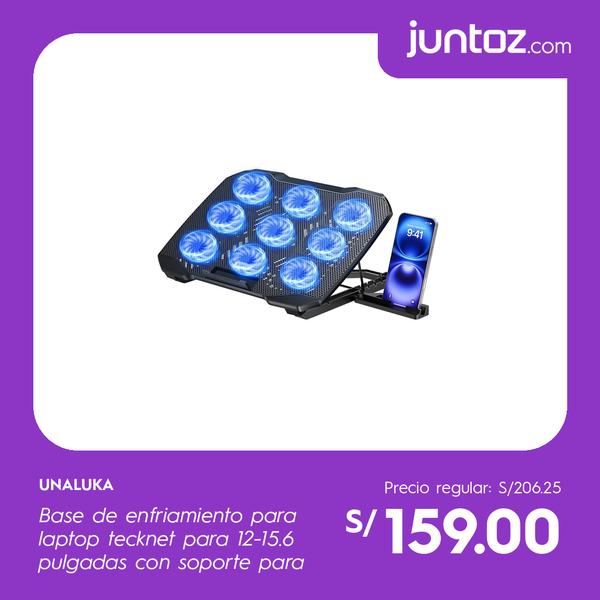 juntoz.com
9:41
UNALUKA
Base de enfriamiento para
laptop tecknet para 12-15.6
pulgadas con soporte para
Precio regular: S/206.25
S/159.00